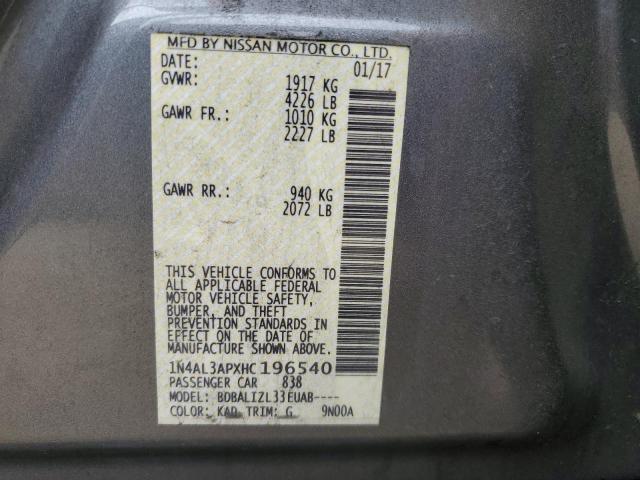 MFD BY NISSAN MOTOR CO., LTD.
DATE: 01/17
GVWR: 1917 KG
4226 LB
GAWR FR.: 1010 KG
2227 LB
GAWR RR.: 940 KG
2072 LB
THIS VEHICLE CONFORMS TO
ALL APPLICABLE FEDERAL
MOTOR VEHICLE SAFETY,
BUMPER, AND THEFT
PREVENTION STANDARDS IN
EFFECT ON THE DATE OF
MANUFACTURE SHOWN ABOVE.
1N4AL3APXHC196540
PASSENGER CAR 838
MODEL: BDBALIZL33EUAB----
COLOR: KAD TRIM: G 9N00A